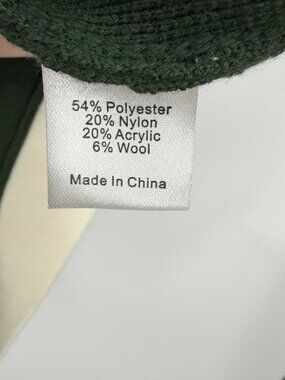 54% Polyester
20% Nylon
20% Acrylic
6% Wool
Made In China